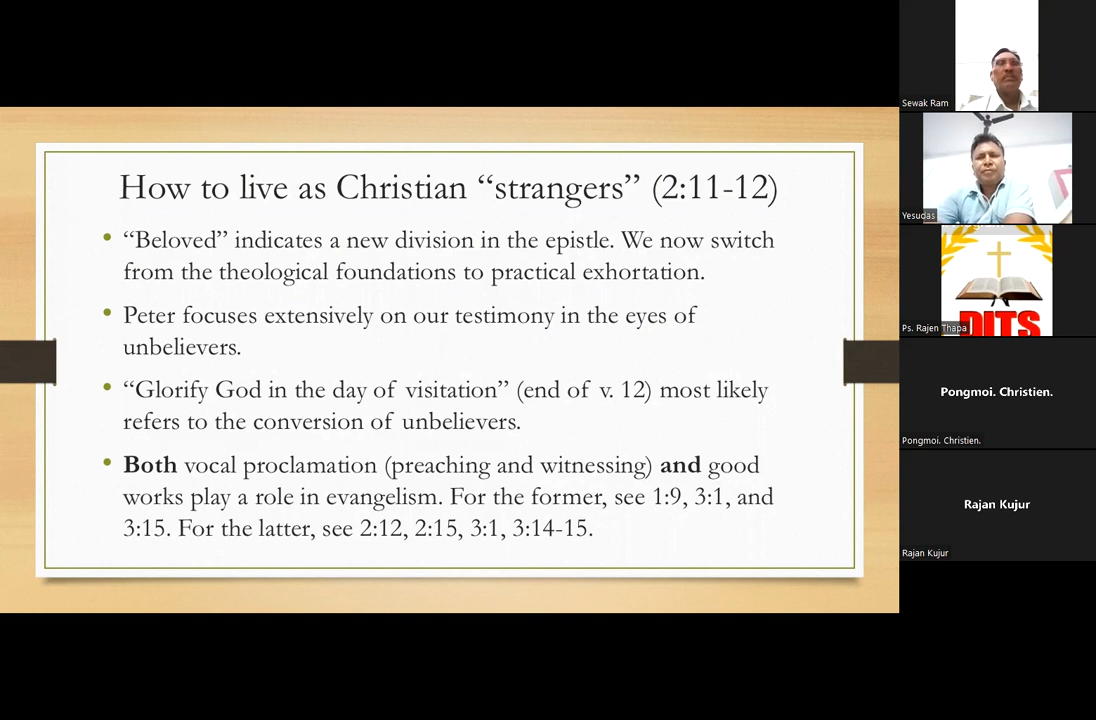 How to live as Christian “strangers” (2:11-12)
• “Beloved” indicates a new division in the epistle. We now switch
from the theological foundations to practical exhortation.
• Peter focuses extensively on our testimony in the eyes of
unbelievers.
• “Glorify God in the day of visitation” (end of v. 12) most likely
refers to the conversion of unbelievers.
• Both vocal proclamation (preaching and witnessing) and good
works play a role in evangelism. For the former, see 1:9, 3:1, and
3:15. For the latter, see 2:12, 2:15, 3:1, 3:14-15.
Sewak Ram
Yesudas
DITS
Ps. Rajen Thapa
Pongmoi. Christien.
Pongmoi. Christien.
Rajan Kujur
Rajan Kujur